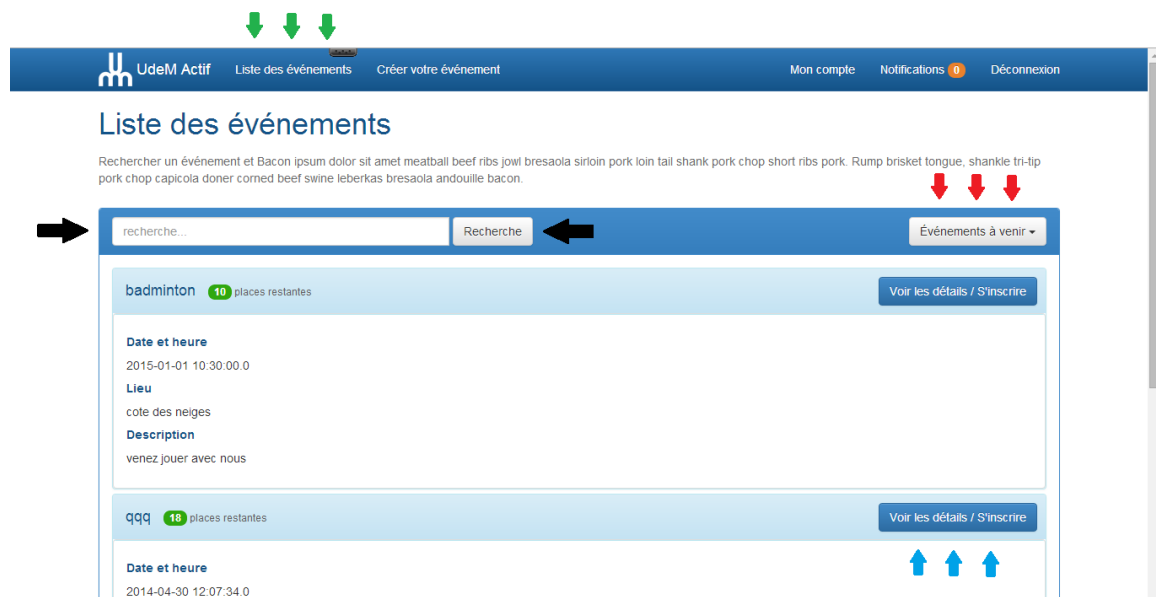 UdeM Actif Liste des événements Créer votre événement Mon compte Notifications 0 Déconnexion
Liste des événements
Rechercher un événement et Bacon ipsum dolor sit amet meatball beef ribs jowl bresaola sirloin pork loin tail shank pork chop short ribs pork. Rump brisket tongue, shankle tri-tip
pork chop capicola doner corned beef swine leberkas bresaola andouille bacon.
recherche... Recherche Événements à venir
badminton 10 places restantes Voir les détails / S'inscrire
Date et heure
2015-01-01 10:30:00.0
Lieu
cote des neiges
Description
venez jouer avec nous
qqq 18 places restantes Voir les détails / S'inscrire
Date et heure
2014-04-30 12:07:34.0